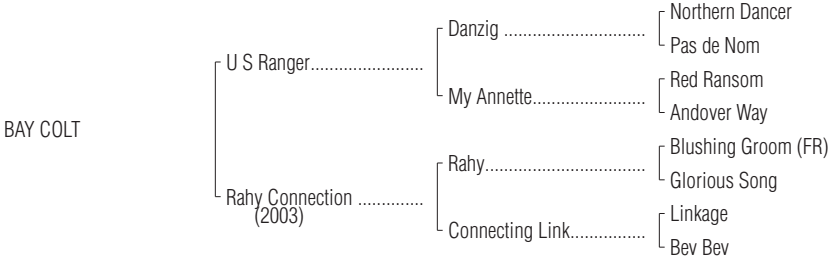 Northern Dancer
Danzig ..............................
Pas de Nom
U S Ranger........................
Red Ransom
My Annette........................
Andover Way
BAY COLT
Blushing Groom (FR)
Rahy..................................
Glorious Song
Rahy Connection ..............
(2003)
Linkage
Connecting Link................
Bev Bev